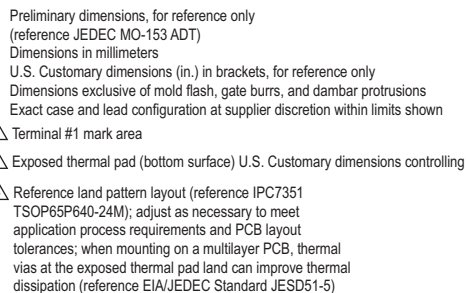 Preliminary dimensions, for reference only
(reference JEDEC MO-153 ADT)
Dimensions in millimeters
U.S. Customary dimensions (in.) in brackets, for reference only
Dimensions exclusive of mold flash, gate burrs, and dambar protrusions
Exact case and lead configuration at supplier discretion within limits shown
Terminal #1 mark area
Exposed thermal pad (bottom surface) U.S. Customary dimensions controlling
Reference land pattern layout (reference IPC7351
TSOP65P640-24M); adjust as necessary to meet
application process requirements and PCB layout
tolerances; when mounting on a multilayer PCB, thermal
vias at the exposed thermal pad land can improve thermal
dissipation (reference EIA/JEDEC Standard JESD51-5)